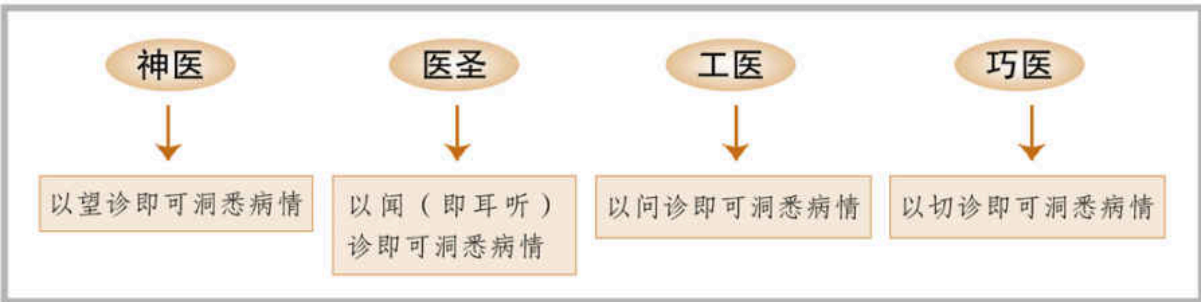 神医
医圣
工医
巧医
以望诊即可洞悉病情
以闻（即耳听）
诊即可洞悉病情
以问诊即可洞悉病情
以切诊即可洞悉病情